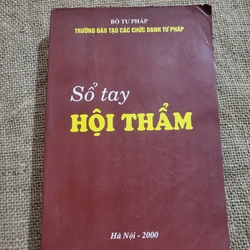 BỘ TƯ PHÁP
TRƯỜNG ĐÀO TẠO CÁC CHỨC DANH TƯ PHÁP
Sổ tay
HỘI THẨM
Hà Nội - 2000